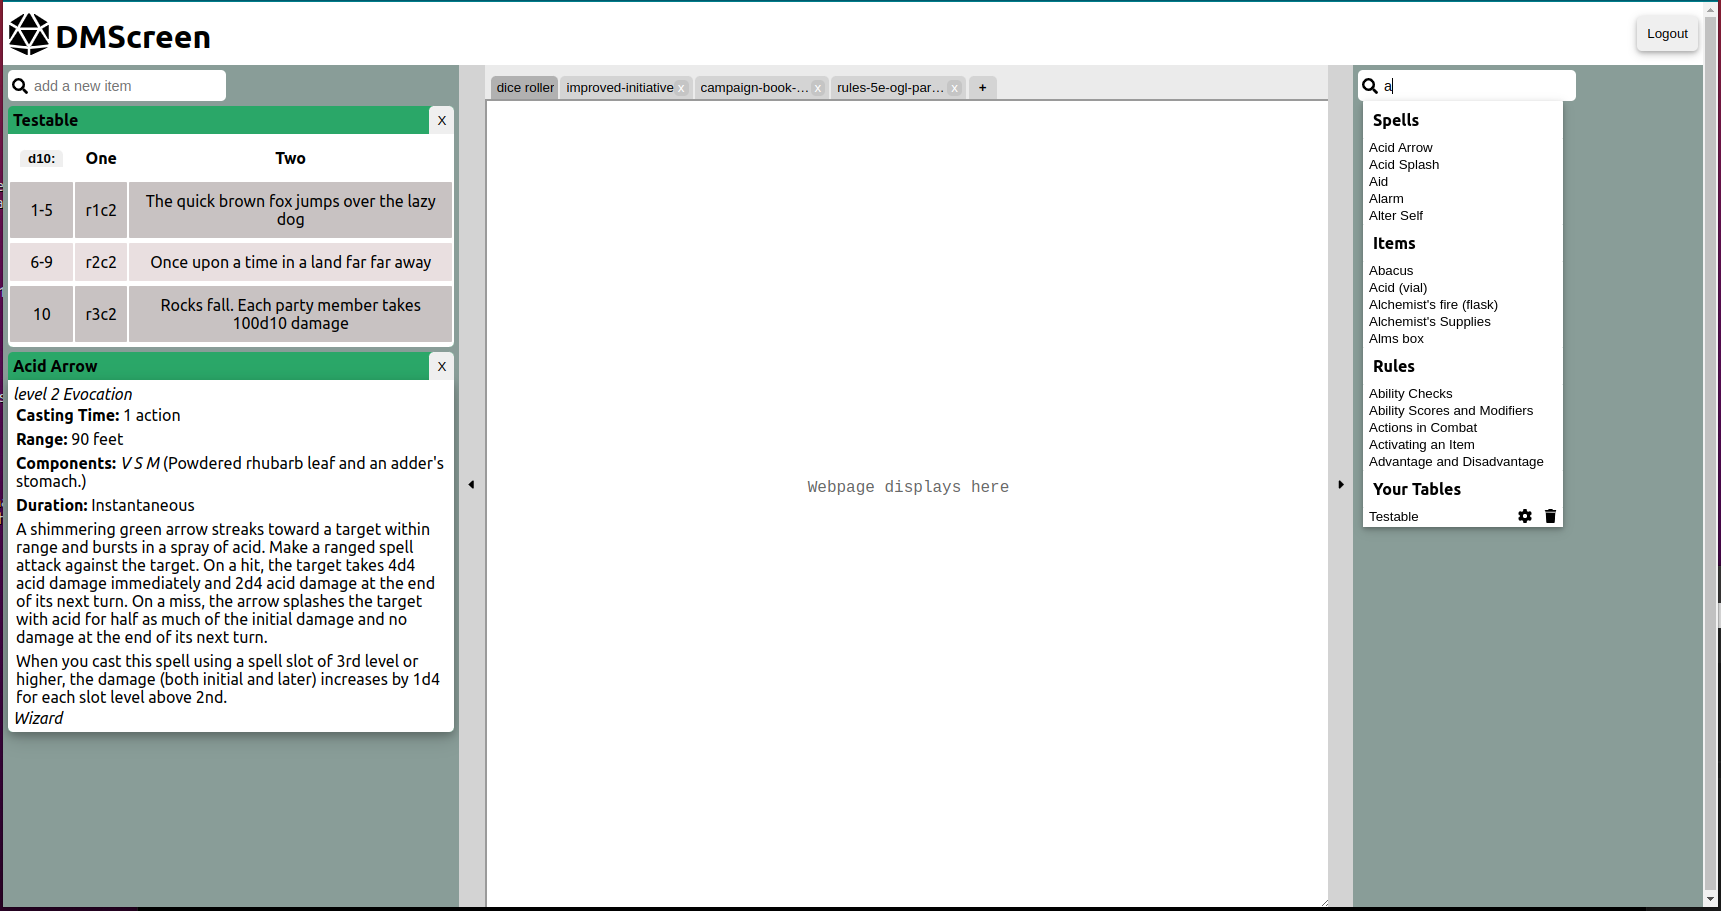 DMScreen
Logout
add a new item
Testable
X
d10:
One
Two
1-5
r1c2
The quick brown fox jumps over the lazy
dog
6-9
r2c2
Once upon a time in a land far far away
10
r3c2
Rocks fall. Each party member takes
100d10 damage
Acid Arrow
X
level 2 Evocation
Casting Time: 1 action
Range: 90 feet
Components: V S M (Powdered rhubarb leaf and an adder's
stomach.)
Duration: Instantaneous
A shimmering green arrow streaks toward a target within
range and bursts in a spray of acid. Make a ranged spell
attack against the target. On a hit, the target takes 4d4
acid damage immediately and 2d4 acid damage at the end
of its next turn. On a miss, the arrow splashes the target
with acid for half as much of the initial damage and no
damage at the end of its next turn.
When you cast this spell using a spell slot of 3rd level or
higher, the damage (both initial and later) increases by 1d4
for each slot level above 2nd.
Wizard
dice roller
improved-initiative x
campaign-book-... x
rules-5e-ogl-par... x
+
Webpage displays here
a
Spells
Acid Arrow
Acid Splash
Aid
Alarm
Alter Self
Items
Abacus
Acid (vial)
Alchemist's fire (flask)
Alchemist's Supplies
Alms box
Rules
Ability Checks
Ability Scores and Modifiers
Actions in Combat
Activating an Item
Advantage and Disadvantage
Your Tables
Testable